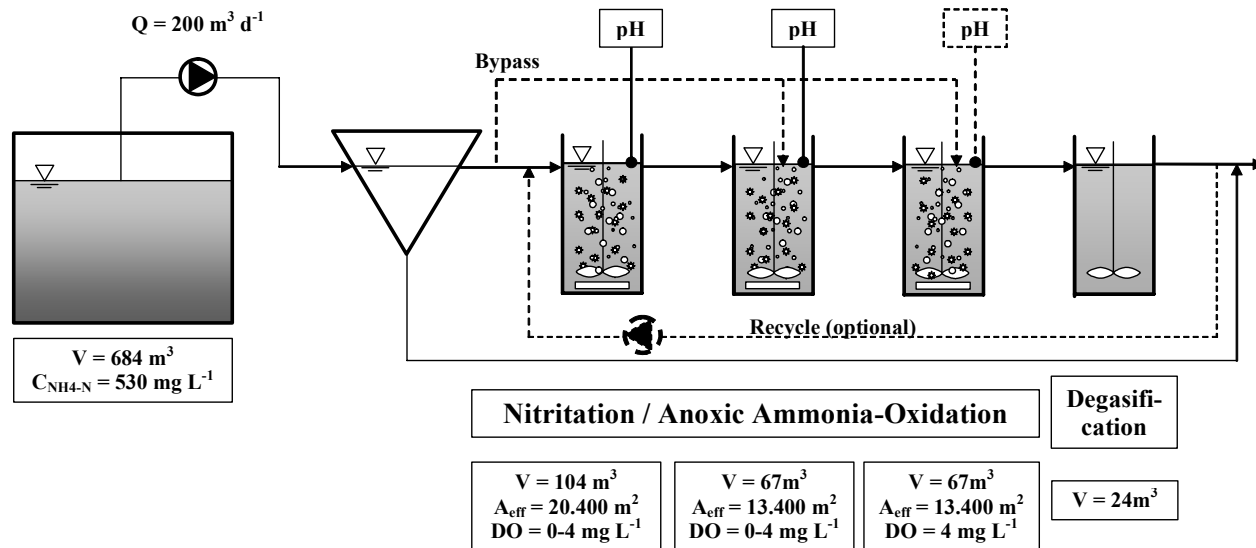 Q = 200 m³ d⁻¹
pH
pH
pH
Bypass
Recycle (optional)
V = 684 m³
C_NH4-N = 530 mg L⁻¹
Nitritation / Anoxic Ammonia-Oxidation
Degasifi-
cation
V = 104 m³
A_eff = 20.400 m²
DO = 0-4 mg L⁻¹
V = 67m³
A_eff = 13.400 m²
DO = 0-4 mg L⁻¹
V = 67m³
A_eff = 13.400 m²
DO = 4 mg L⁻¹
V = 24m³